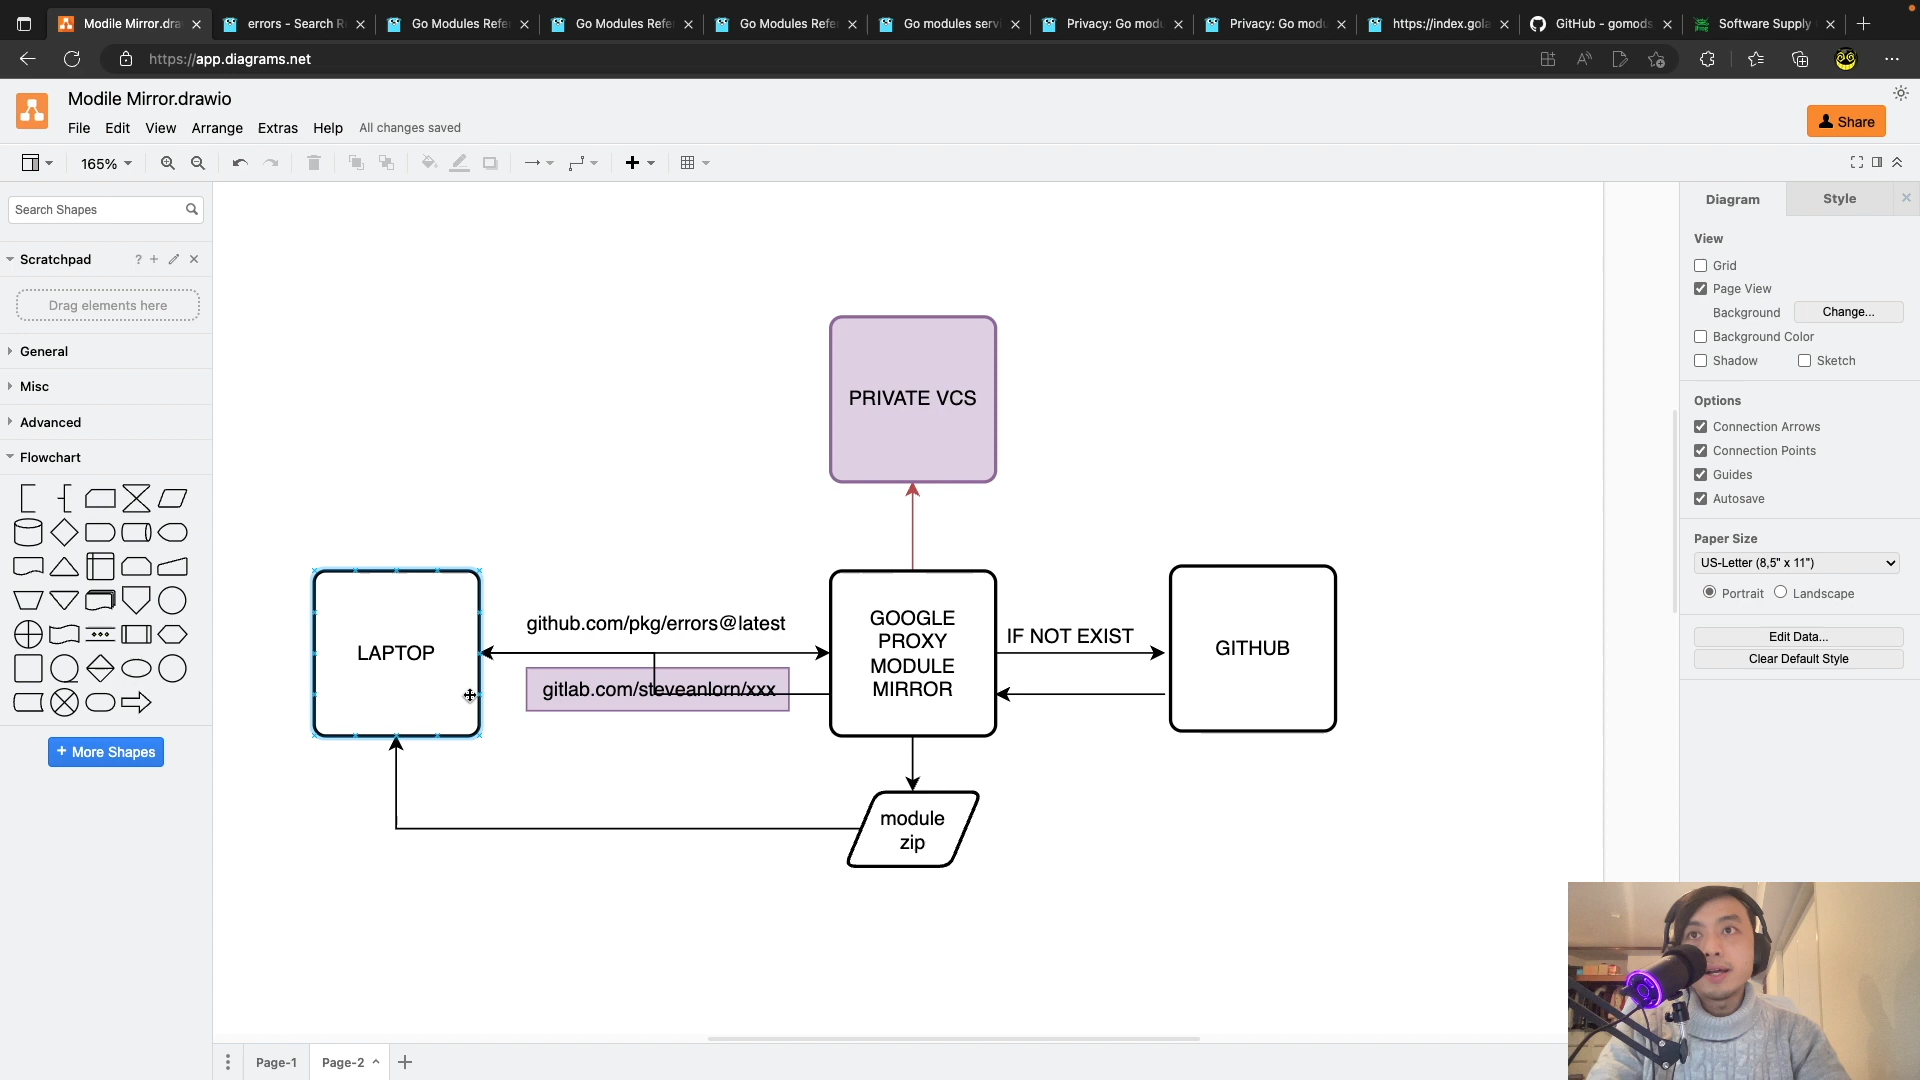 Modile Mirror.dra
errors - Search R
Go Modules Refe
Go Modules Refe
Go Modules Refe
Go modules servi
Privacy: Go modu
Privacy: Go modu
https://index.gola
GitHub - gomods
Software Supply
https://app.diagrams.net
Modile Mirror.drawio
File Edit View Arrange Extras Help All changes saved
Share
165%
Search Shapes
Scratchpad
Drag elements here
General
Misc
Advanced
Flowchart
+ More Shapes
PRIVATE VCS
LAPTOP
github.com/pkg/errors@latest
gitlab.com/steveanlorn/xxx
GOOGLE
PROXY
MODULE
MIRROR
IF NOT EXIST
GITHUB
module
zip
Diagram Style
View
Grid
Page View
Background Change...
Background Color
Shadow Sketch
Options
Connection Arrows
Connection Points
Guides
Autosave
Paper Size
US-Letter (8,5" x 11")
Portrait Landscape
Edit Data...
Clear Default Style
Page-1 Page-2